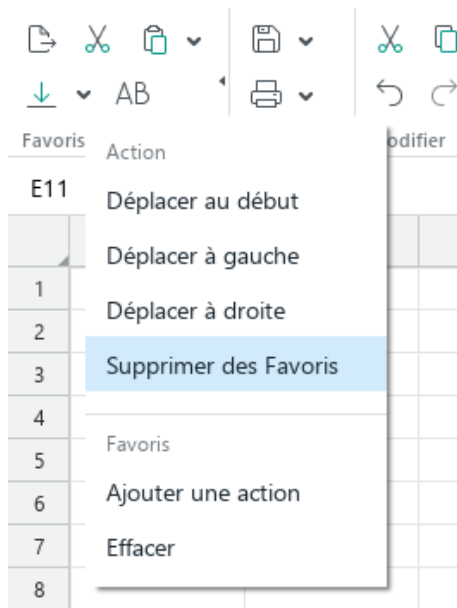 AB
Favoris
odifier
Action
E11
Déplacer au début
Déplacer à gauche
1
Déplacer à droite
2
Supprimer des Favoris
3
4
Favoris
5
Ajouter une action
6
7
Effacer
8